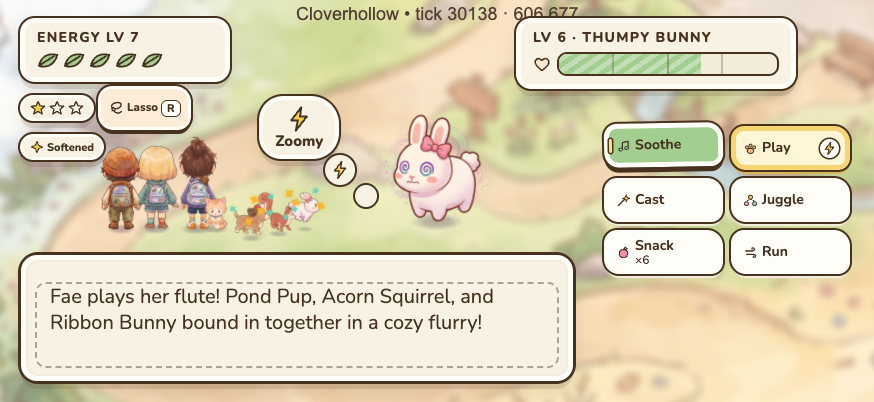 Cloverhollow • tick 30138 · 606,677
ENERGY LV 7
LV 6 · THUMPY BUNNY
Lasso R
Softened
Zoomy
Soothe
Play
Cast
Juggle
Snack
×6
Run
Fae plays her flute! Pond Pup, Acorn Squirrel, and
Ribbon Bunny bound in together in a cozy flurry!